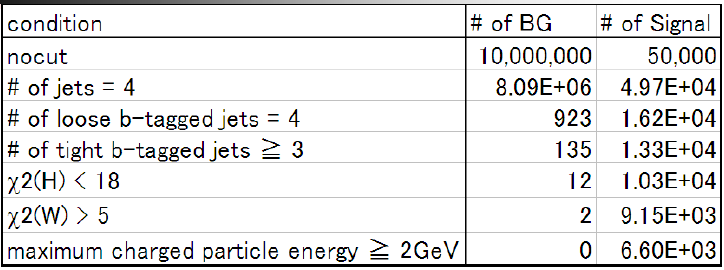 condition # of BG # of Signal
nocut 10,000,000 50,000
# of jets = 4 8.09E+06 4.97E+04
# of loose b-tagged jets = 4 923 1.62E+04
# of tight b-tagged jets ≧ 3 135 1.33E+04
χ2(H) < 18 12 1.03E+04
χ2(W) > 5 2 9.15E+03
maximum charged particle energy ≧ 2GeV 0 6.60E+03